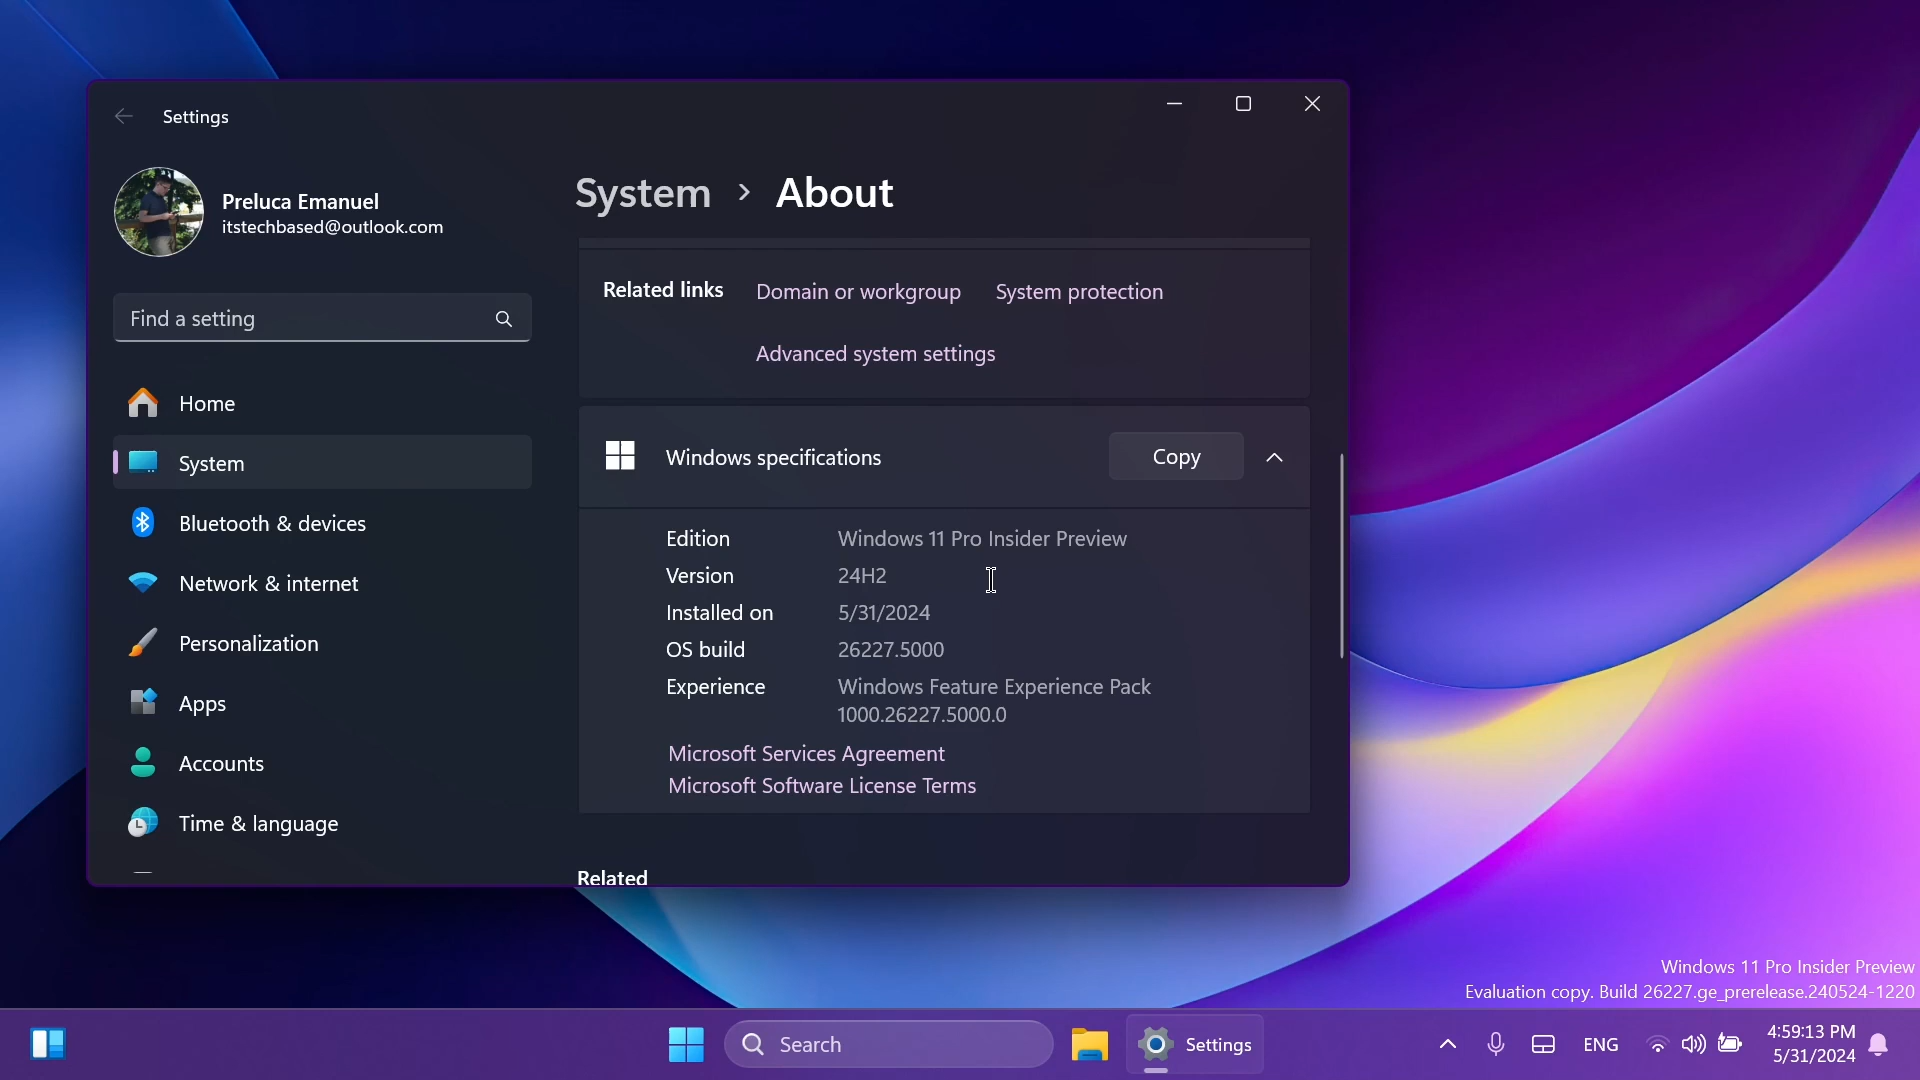 Settings
Preluca Emanuel
itstechbased@outlook.com
Find a setting
Home
System
Bluetooth & devices
Network & internet
Personalization
Apps
Accounts
Time & language
System > About
Related links Domain or workgroup System protection
Advanced system settings
Windows specifications Copy
Edition Windows 11 Pro Insider Preview
Version 24H2
Installed on 5/31/2024
OS build 26227.5000
Experience Windows Feature Experience Pack
1000.26227.5000.0
Microsoft Services Agreement
Microsoft Software License Terms
Related
Windows 11 Pro Insider Preview
Evaluation copy. Build 26227.ge_prerelease.240524-1220
Search
Settings
ENG
4:59:13 PM
5/31/2024